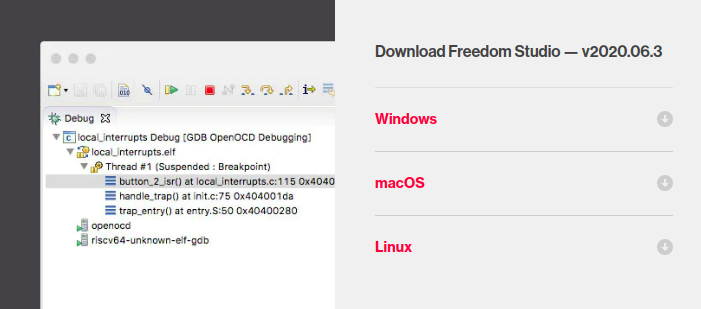 Download Freedom Studio — v2020.06.3
Windows
macOS
Linux
010
Debug
local_interrupts Debug [GDB OpenOCD Debugging]
local_interrupts.elf
Thread #1 (Suspended : Breakpoint)
button_2_isr() at local_interrupts.c:115 0x4040
handle_trap() at init.c:75 0x404001da
trap_entry() at entry.S:50 0x40400280
openocd
riscv64-unknown-elf-gdb